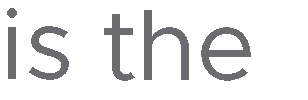 is the